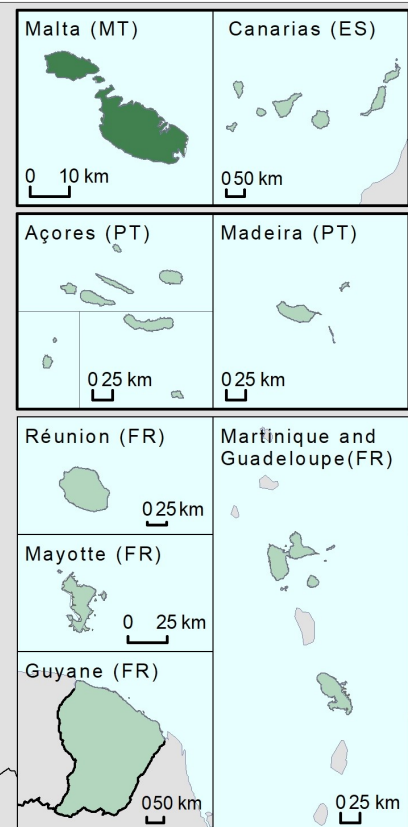 Malta (MT)
0 10 km
Canarias (ES)
0 50 km
Açores (PT)
0 25 km
Madeira (PT)
0 25 km
Réunion (FR)
0 25 km
Mayotte (FR)
0 25 km
Guyane (FR)
0 50 km
Martinique and
Guadeloupe(FR)
0 25 km